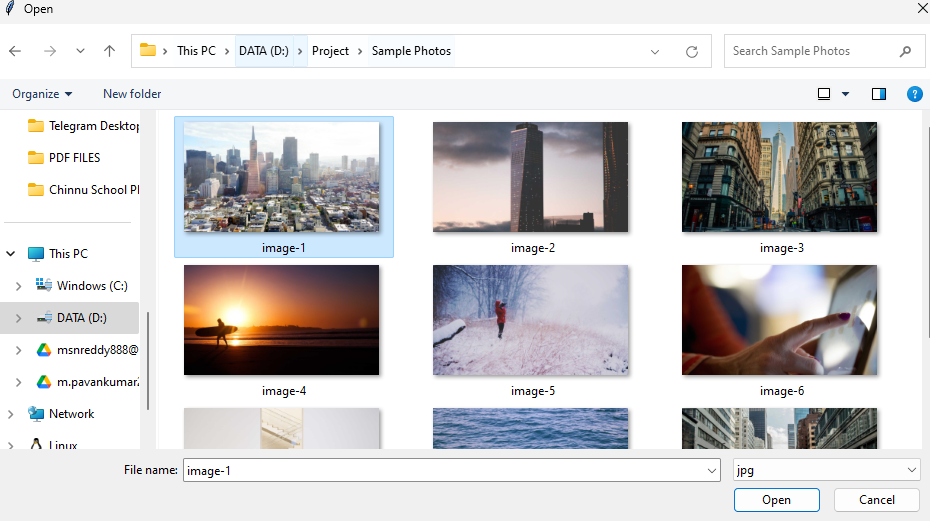 Open
This PC > DATA (D:) > Project > Sample Photos
Search Sample Photos
Organize
New folder
Telegram Desktop
PDF FILES
Chinnu School
This PC
Windows (C:)
DATA (D:)
msnreddy888@
m.pavankumar
Network
Linux
image-1
image-2
image-3
image-4
image-5
image-6
File name: image-1
jpg
Open
Cancel